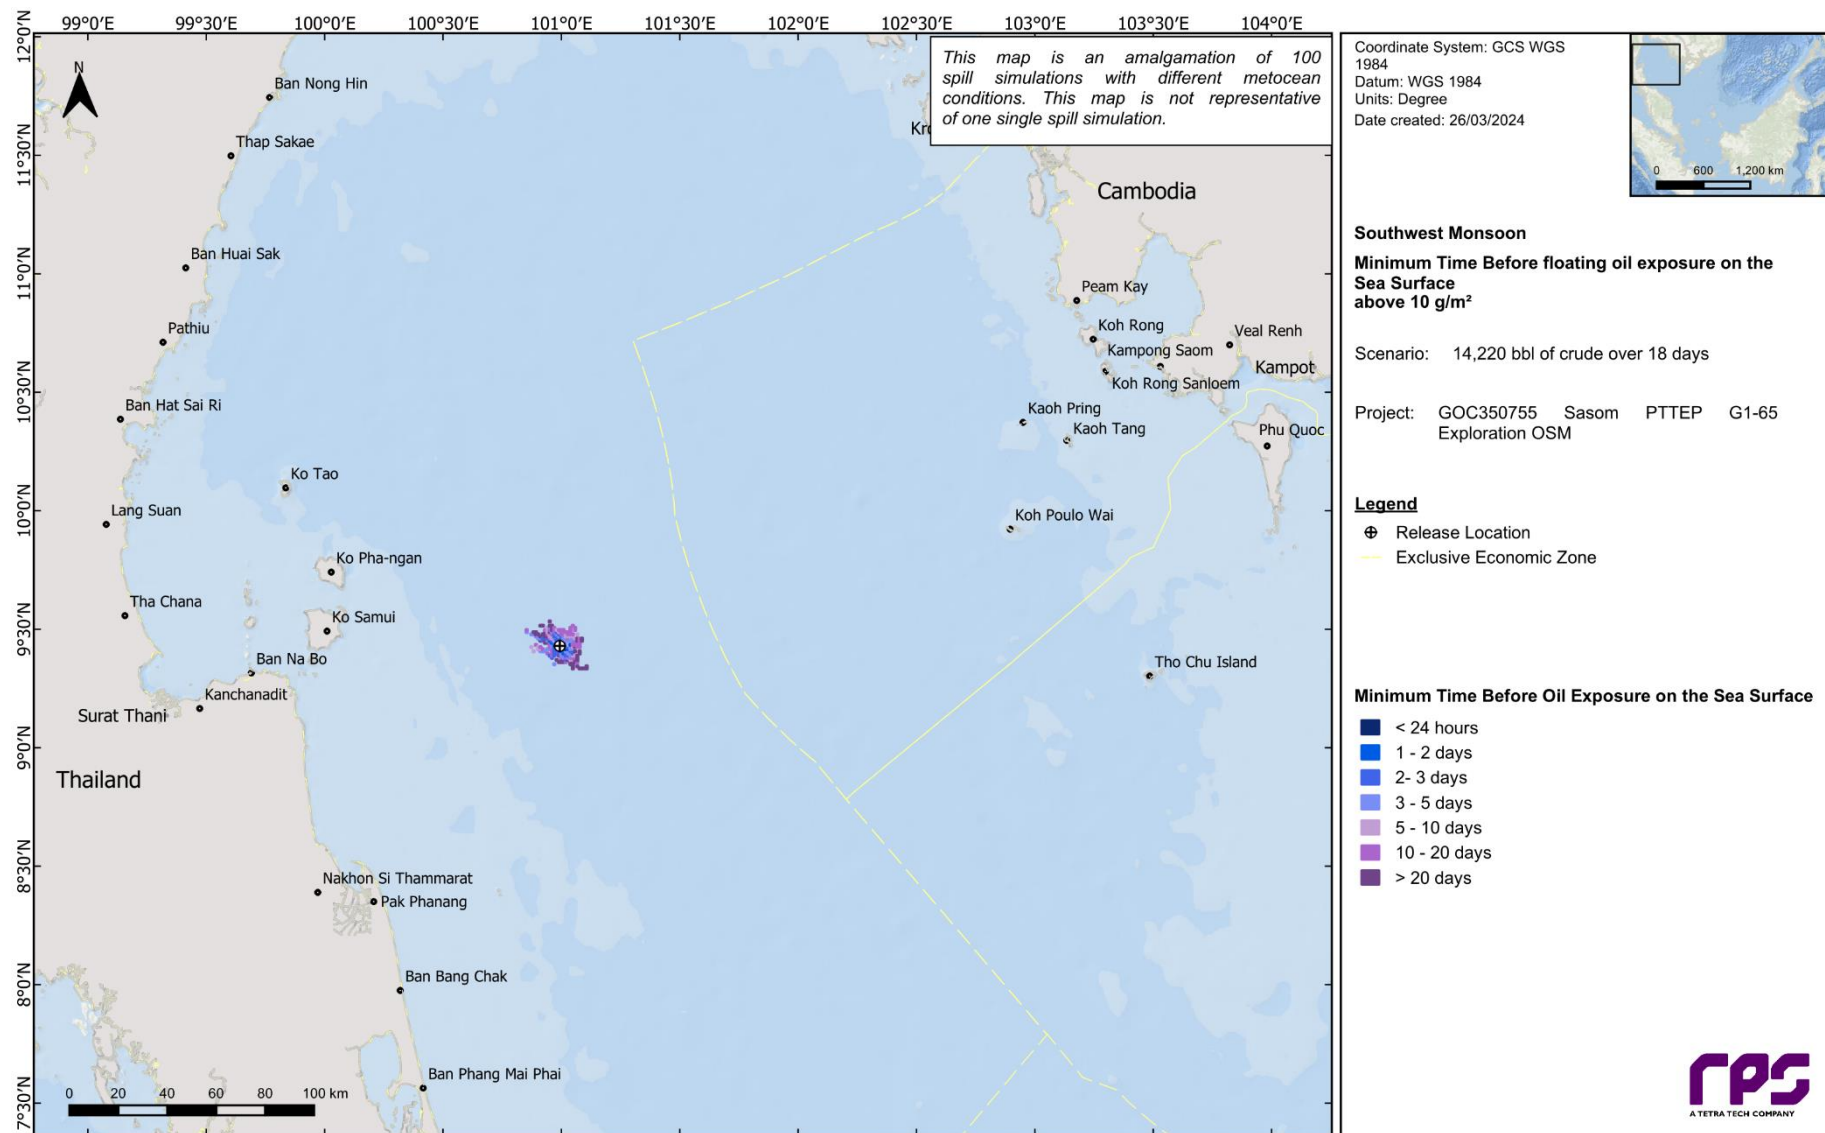 99°0'E 99°30'E 100°0'E 100°30'E 101°0'E 101°30'E 102°0'E 102°30'E 103°0'E 103°30'E 104°0'E
12°0'N
11°30'N
11°0'N
10°30'N
10°0'N
9°30'N
9°0'N
8°30'N
8°0'N
7°30'N
N
This map is an amalgamation of 100
spill simulations with different metocean
conditions. This map is not representative
of one single spill simulation.
Ban Nong Hin
Thap Sakae
Cambodia
Ban Huai Sak
Peam Kay
Pathiu
Koh Rong
Veal Renh
Kampong Saom
Kampot
Koh Rong Sanloem
Ban Hat Sai Ri
Kaoh Pring
Kaoh Tang
Phu Quoc
Ko Tao
Lang Suan
Koh Poulo Wai
Ko Pha-ngan
Tha Chana
Ko Samui
Ban Na Bo
Tho Chu Island
Kanchanadit
Surat Thani
Thailand
Nakhon Si Thammarat
Pak Phanang
Ban Bang Chak
Ban Phang Mai Phai
0 20 40 60 80 100 km
Coordinate System: GCS WGS
1984
Datum: WGS 1984
Units: Degree
Date created: 26/03/2024
0 600 1,200 km
Southwest Monsoon
Minimum Time Before floating oil exposure on the
Sea Surface
above 10 g/m²
Scenario: 14,220 bbl of crude over 18 days
Project: GOC350755 Sasom PTTEP G1-65
Exploration OSM
Legend
Release Location
Exclusive Economic Zone
Minimum Time Before Oil Exposure on the Sea Surface
< 24 hours
1 - 2 days
2- 3 days
3 - 5 days
5 - 10 days
10 - 20 days
> 20 days
rps
A TETRA TECH COMPANY